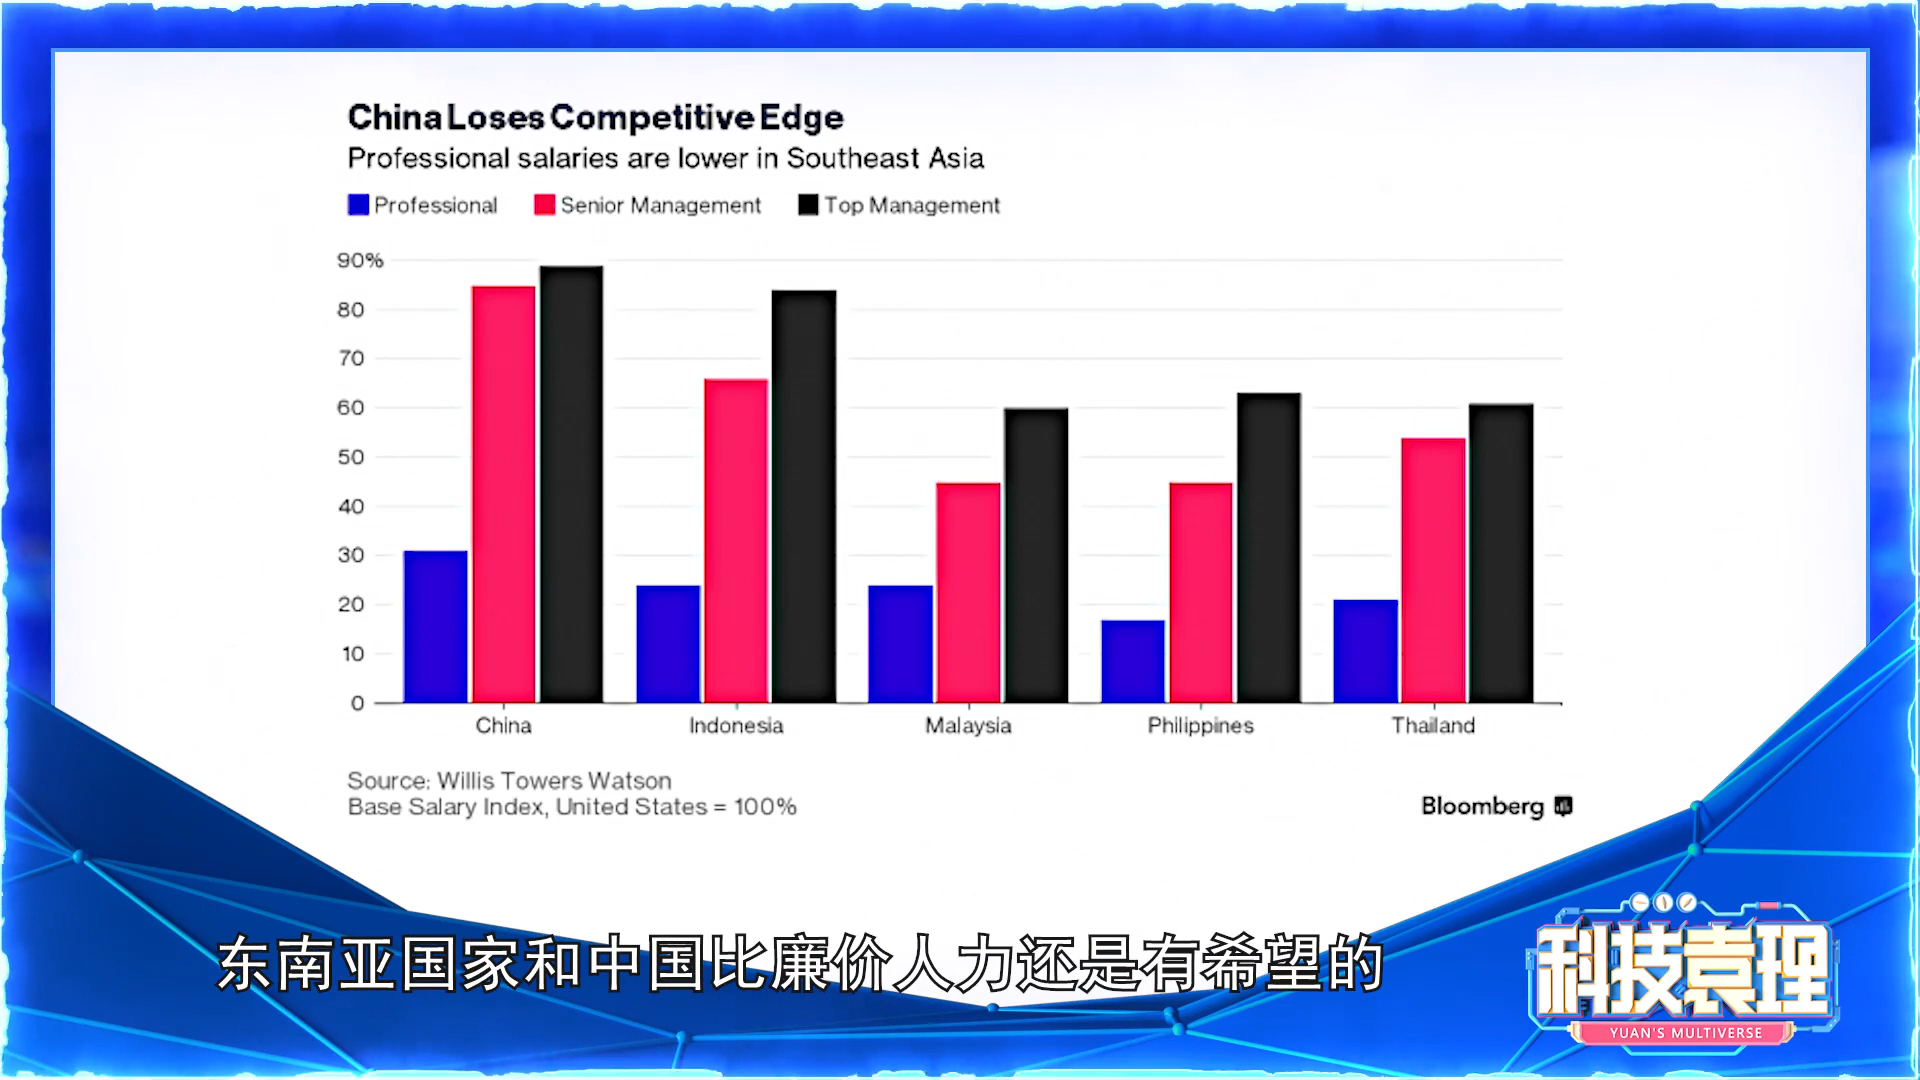 China Loses Competitive Edge
Professional salaries are lower in Southeast Asia
Professional Senior Management Top Management
90%
80
70
60
50
40
30
20
10
0
China Indonesia Malaysia Philippines Thailand
Source: Willis Towers Watson
Base Salary Index, United States = 100%
Bloomberg
东南亚国家和中国比廉价人力还是有希望的
科技袁理
YUAN'S MULTIVERSE